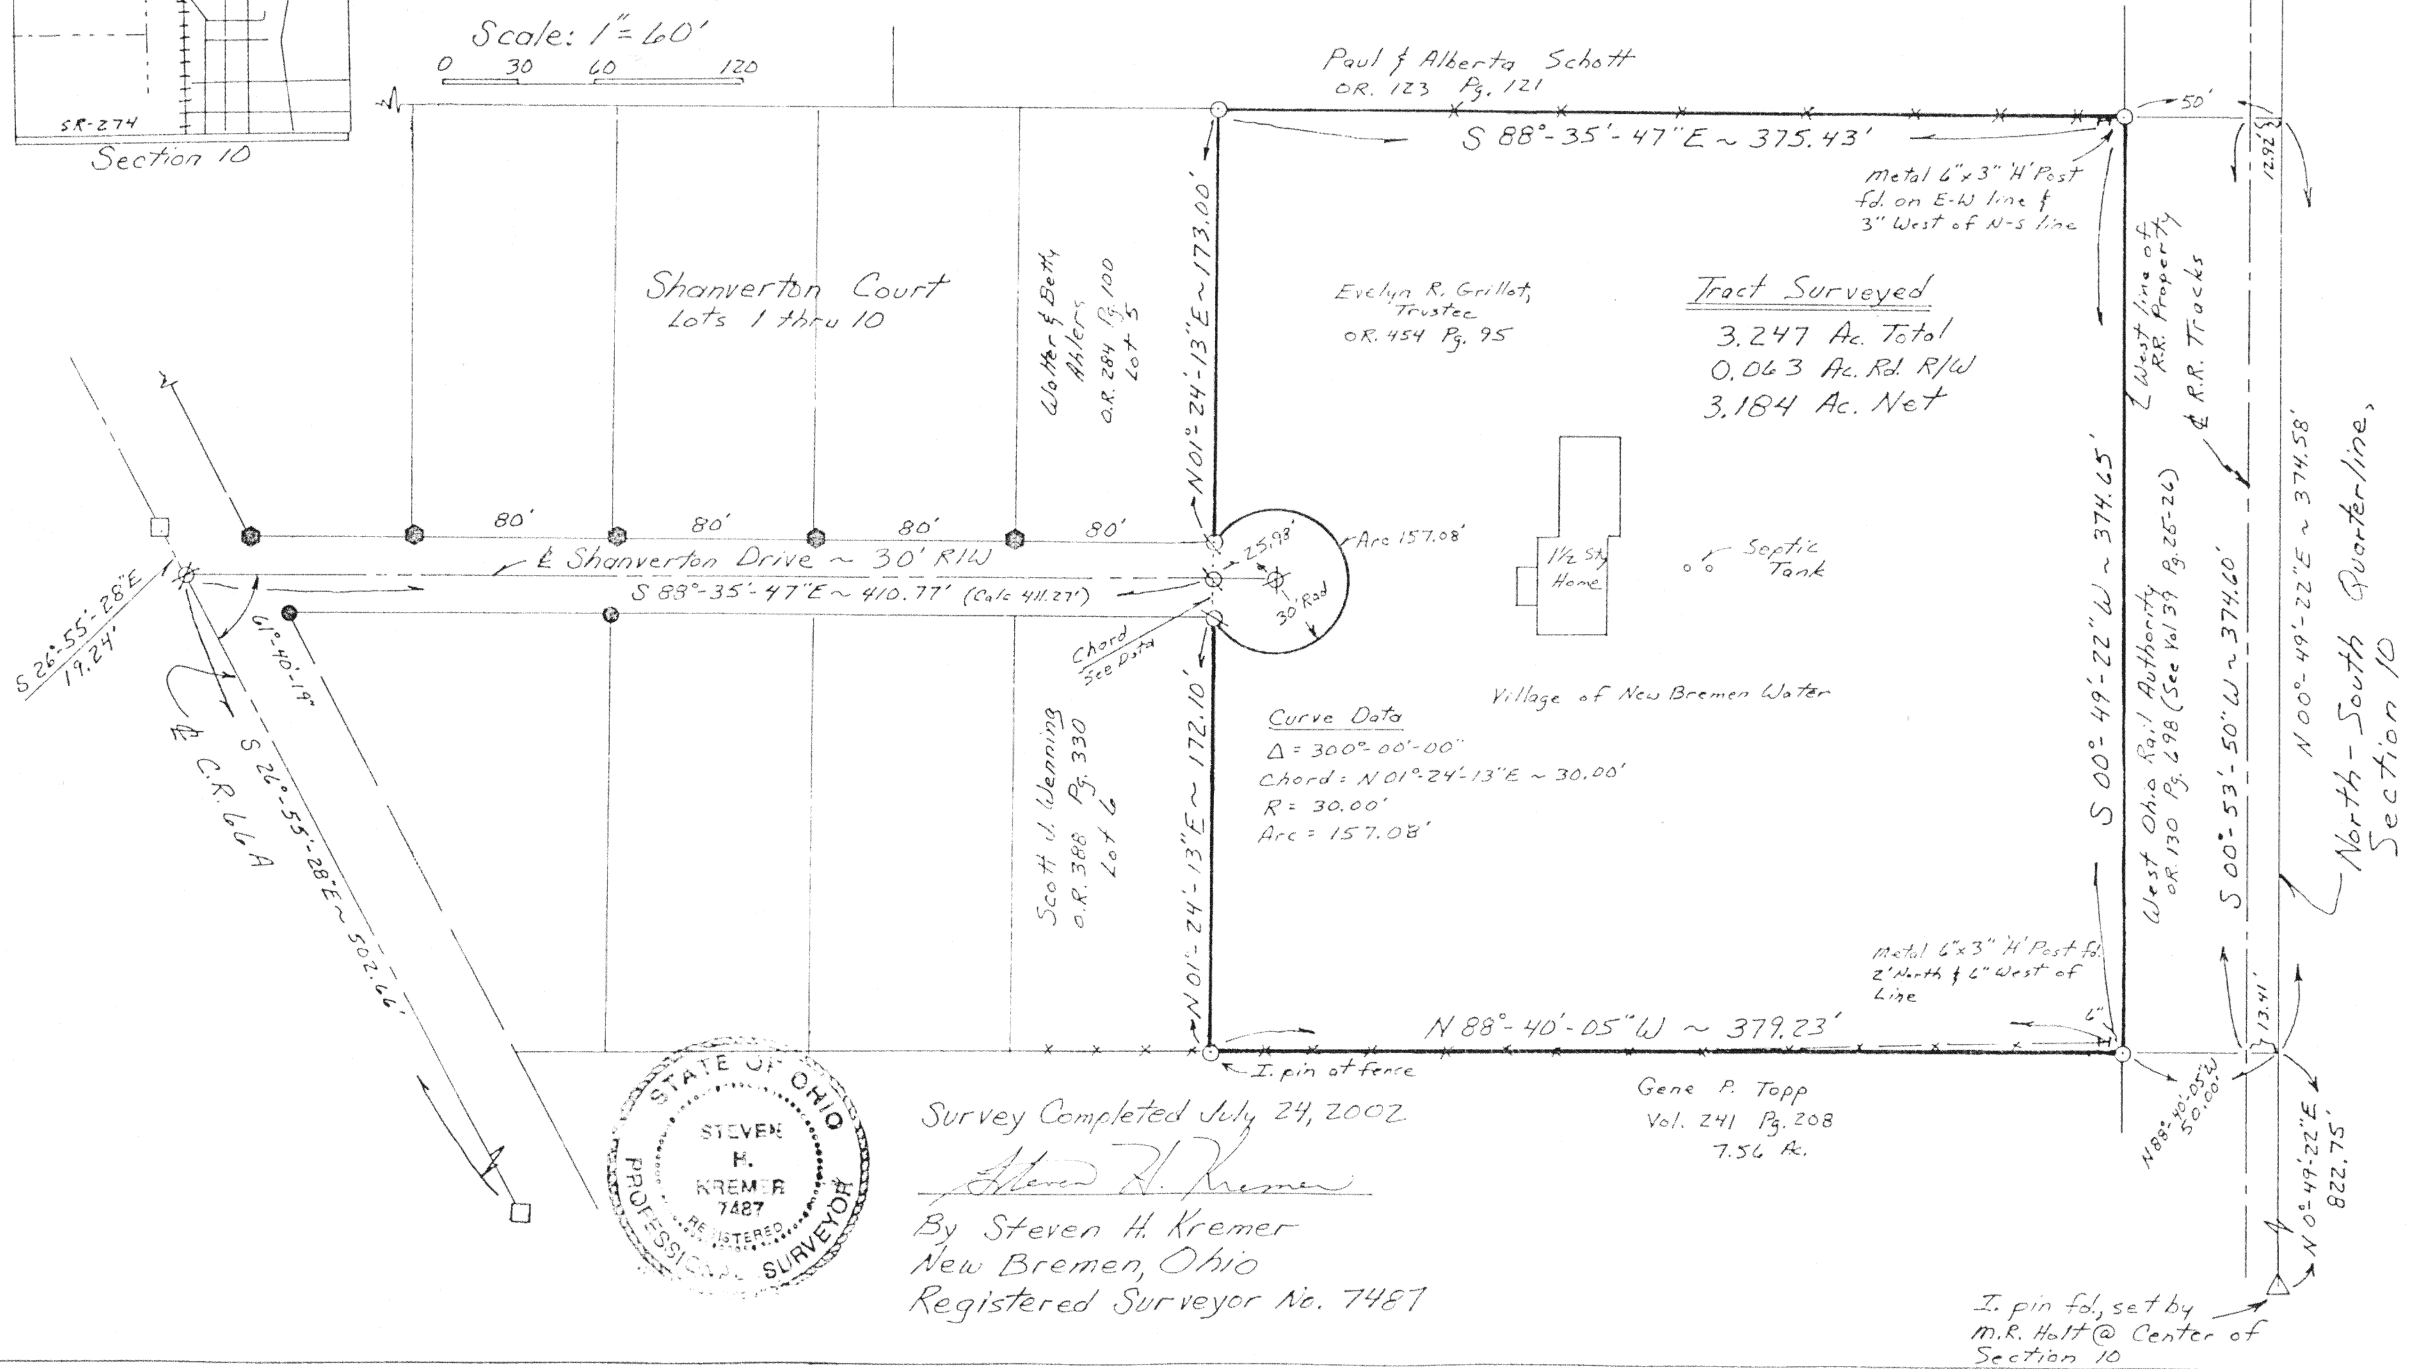 Scale: 1" = 60'
0 30 60 120
SR-274
Section 10
Paul & Alberta Schott
OR. 123 Pg. 121
S 88°-35'-47"E ~ 375.43'
50'
12.92'
Metal 6"x3" 'H' Post
fd. on E-W line &
3" West of N-S line
N01°-24'-13"E ~ 173.00'
Shanverton Court
Lots 1 thru 10
Walter & Betty
Ahlers
O.R. 284 Pg. 100
Lot 5
Evelyn R. Grillot,
Trustee
OR. 454 Pg. 95
Tract Surveyed
3.247 Ac. Total
0.063 Ac. Rd. R/W
3.184 Ac. Net
West line of
R.R. Property
℄ R.R. Tracks
S 00°-49'-22"W ~ 374.65'
West Ohio Rail Authority
OR. 130 Pg. 698 (See Vol 39 Pg. 25-26)
S 00°-53'-50"W ~ 374.60'
N 00°-49'-22"E ~ 374.58'
North-South Quarterline,
Section 10
80' 80' 80' 80'
℄ Shanverton Drive ~ 30' R/W
S 88°-35'-47"E ~ 410.77' (Calc 411.27')
25.98'
Arc 157.08'
30' Rad
Chord
See Data
1½ Sty
Home
Septic
Tank
S 26°-55'-28"E
19.24'
61°-40'-19"
℄ C.R. 66A
S 26°-55'-28"E ~ 502.66'
Village of New Bremen Water
Scott J. Wenning
O.R. 388 Pg. 330
Lot 6
N01°-24'-13"E ~ 172.10'
Curve Data
Δ = 300°-00'-00"
Chord = N 01°-24'-13"E ~ 30.00'
R = 30.00'
Arc = 157.08'
Metal 6"x3" 'H' Post fd.
2' North & 6" West of
Line
6"
13.41'
N 88°-40'-05"W ~ 379.23'
I. pin at fence
Gene P. Topp
Vol. 241 Pg. 208
7.56 Ac.
N88°-40'-05"W
50.00'
N 0°-49'-22"E
822.75'
STATE OF OHIO
STEVEN
H.
KREMER
7487
REGISTERED
PROFESSIONAL SURVEYOR
Survey Completed July 24, 2002
Steven H. Kremer
By Steven H. Kremer
New Bremen, Ohio
Registered Surveyor No. 7487
I. pin fd., set by
M.R. Holt @ Center of
Section 10